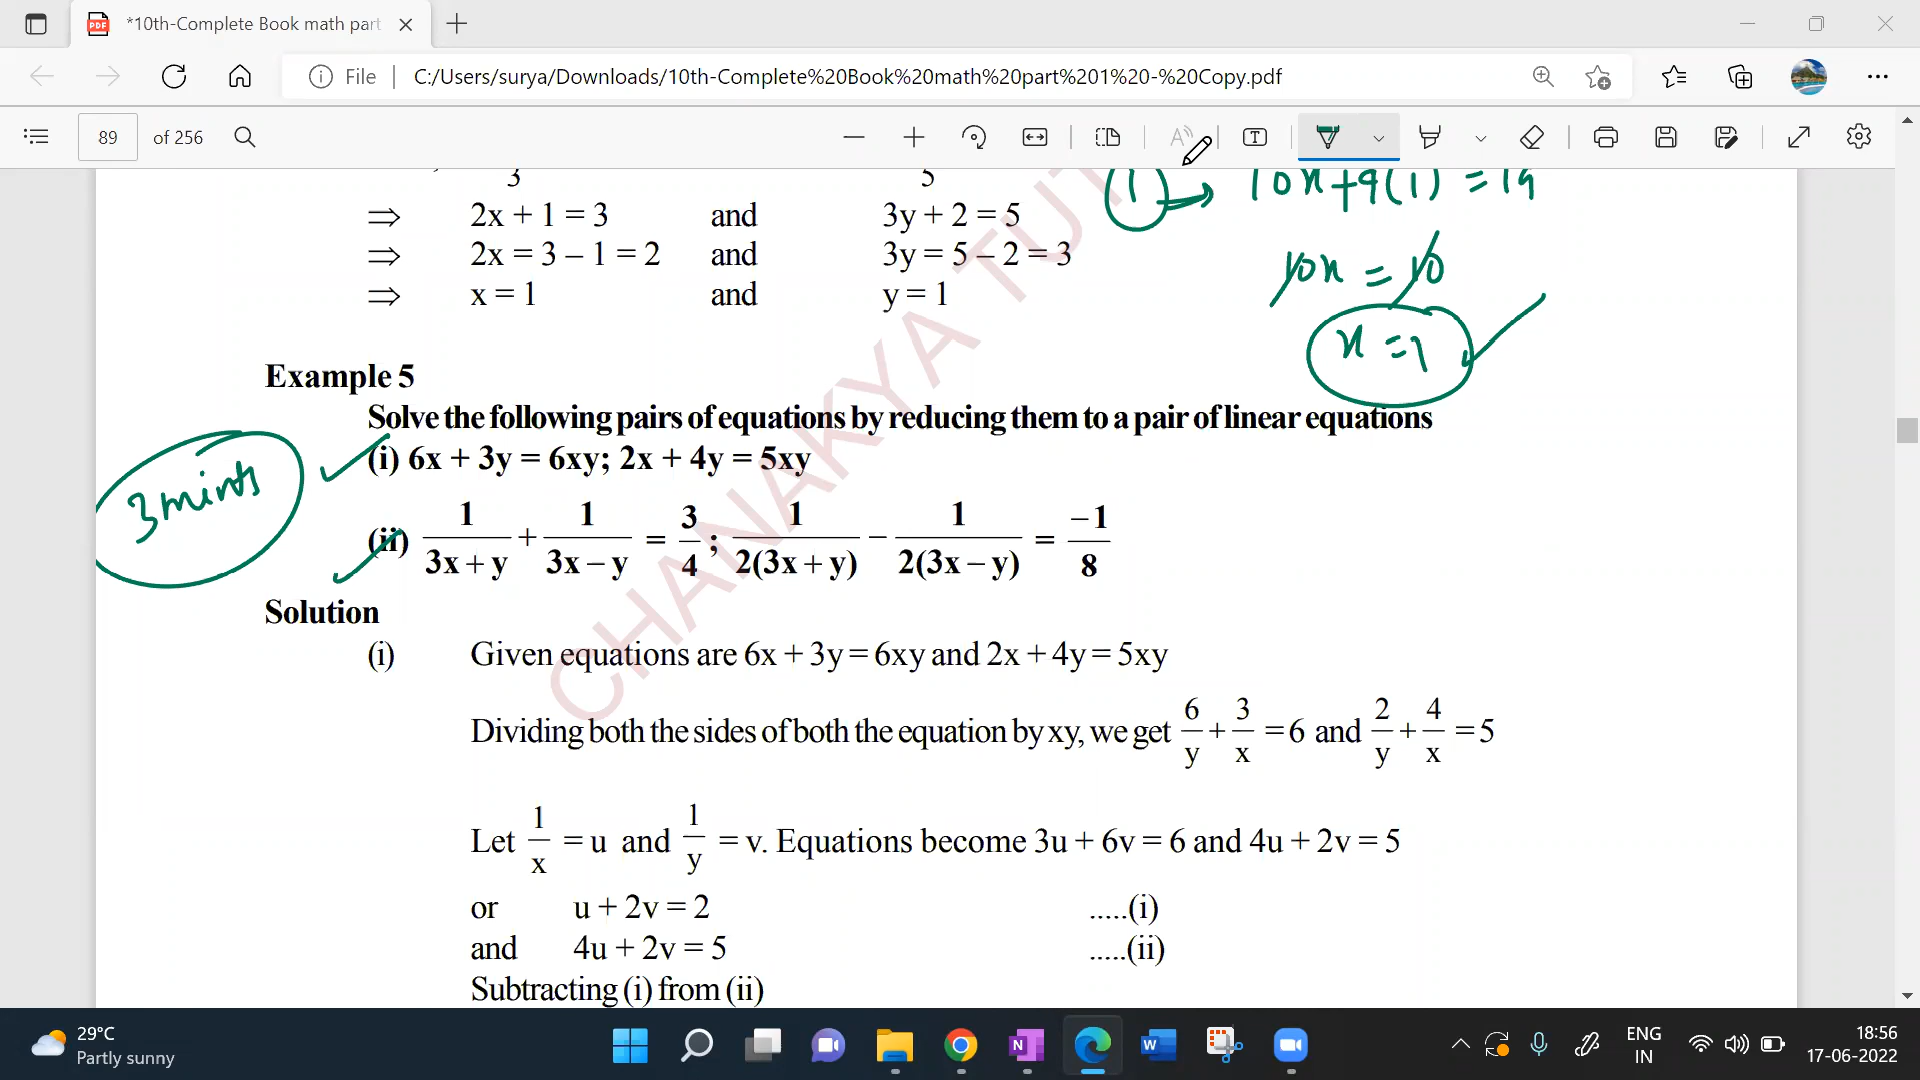 *10th-Complete Book math part
File | C:/Users/surya/Downloads/10th-Complete%20Book%20math%20part%201%20-%20Copy.pdf
89 of 256
3 5
⇒ 2x + 1 = 3 and 3y + 2 = 5
⇒ 2x = 3 – 1 = 2 and 3y = 5 – 2 = 3
⇒ x = 1 and y = 1
1 → 10x+9(1) = 19
10x = 10
x = 1
CHANAKYA TUT
Example 5
Solve the following pairs of equations by reducing them to a pair of linear equations
3 mints
(i) 6x + 3y = 6xy; 2x + 4y = 5xy
(ii) 1/(3x + y) + 1/(3x − y) = 3/4 ; 1/(2(3x + y)) − 1/(2(3x − y)) = −1/8
Solution
(i) Given equations are 6x + 3y = 6xy and 2x + 4y = 5xy
Dividing both the sides of both the equation by xy, we get 6/y + 3/x = 6 and 2/y + 4/x = 5
Let 1/x = u and 1/y = v. Equations become 3u + 6v = 6 and 4u + 2v = 5
or u + 2v = 2 .....(i)
and 4u + 2v = 5 .....(ii)
Subtracting (i) from (ii)
29°C
Partly sunny
ENG
IN
18:56
17-06-2022